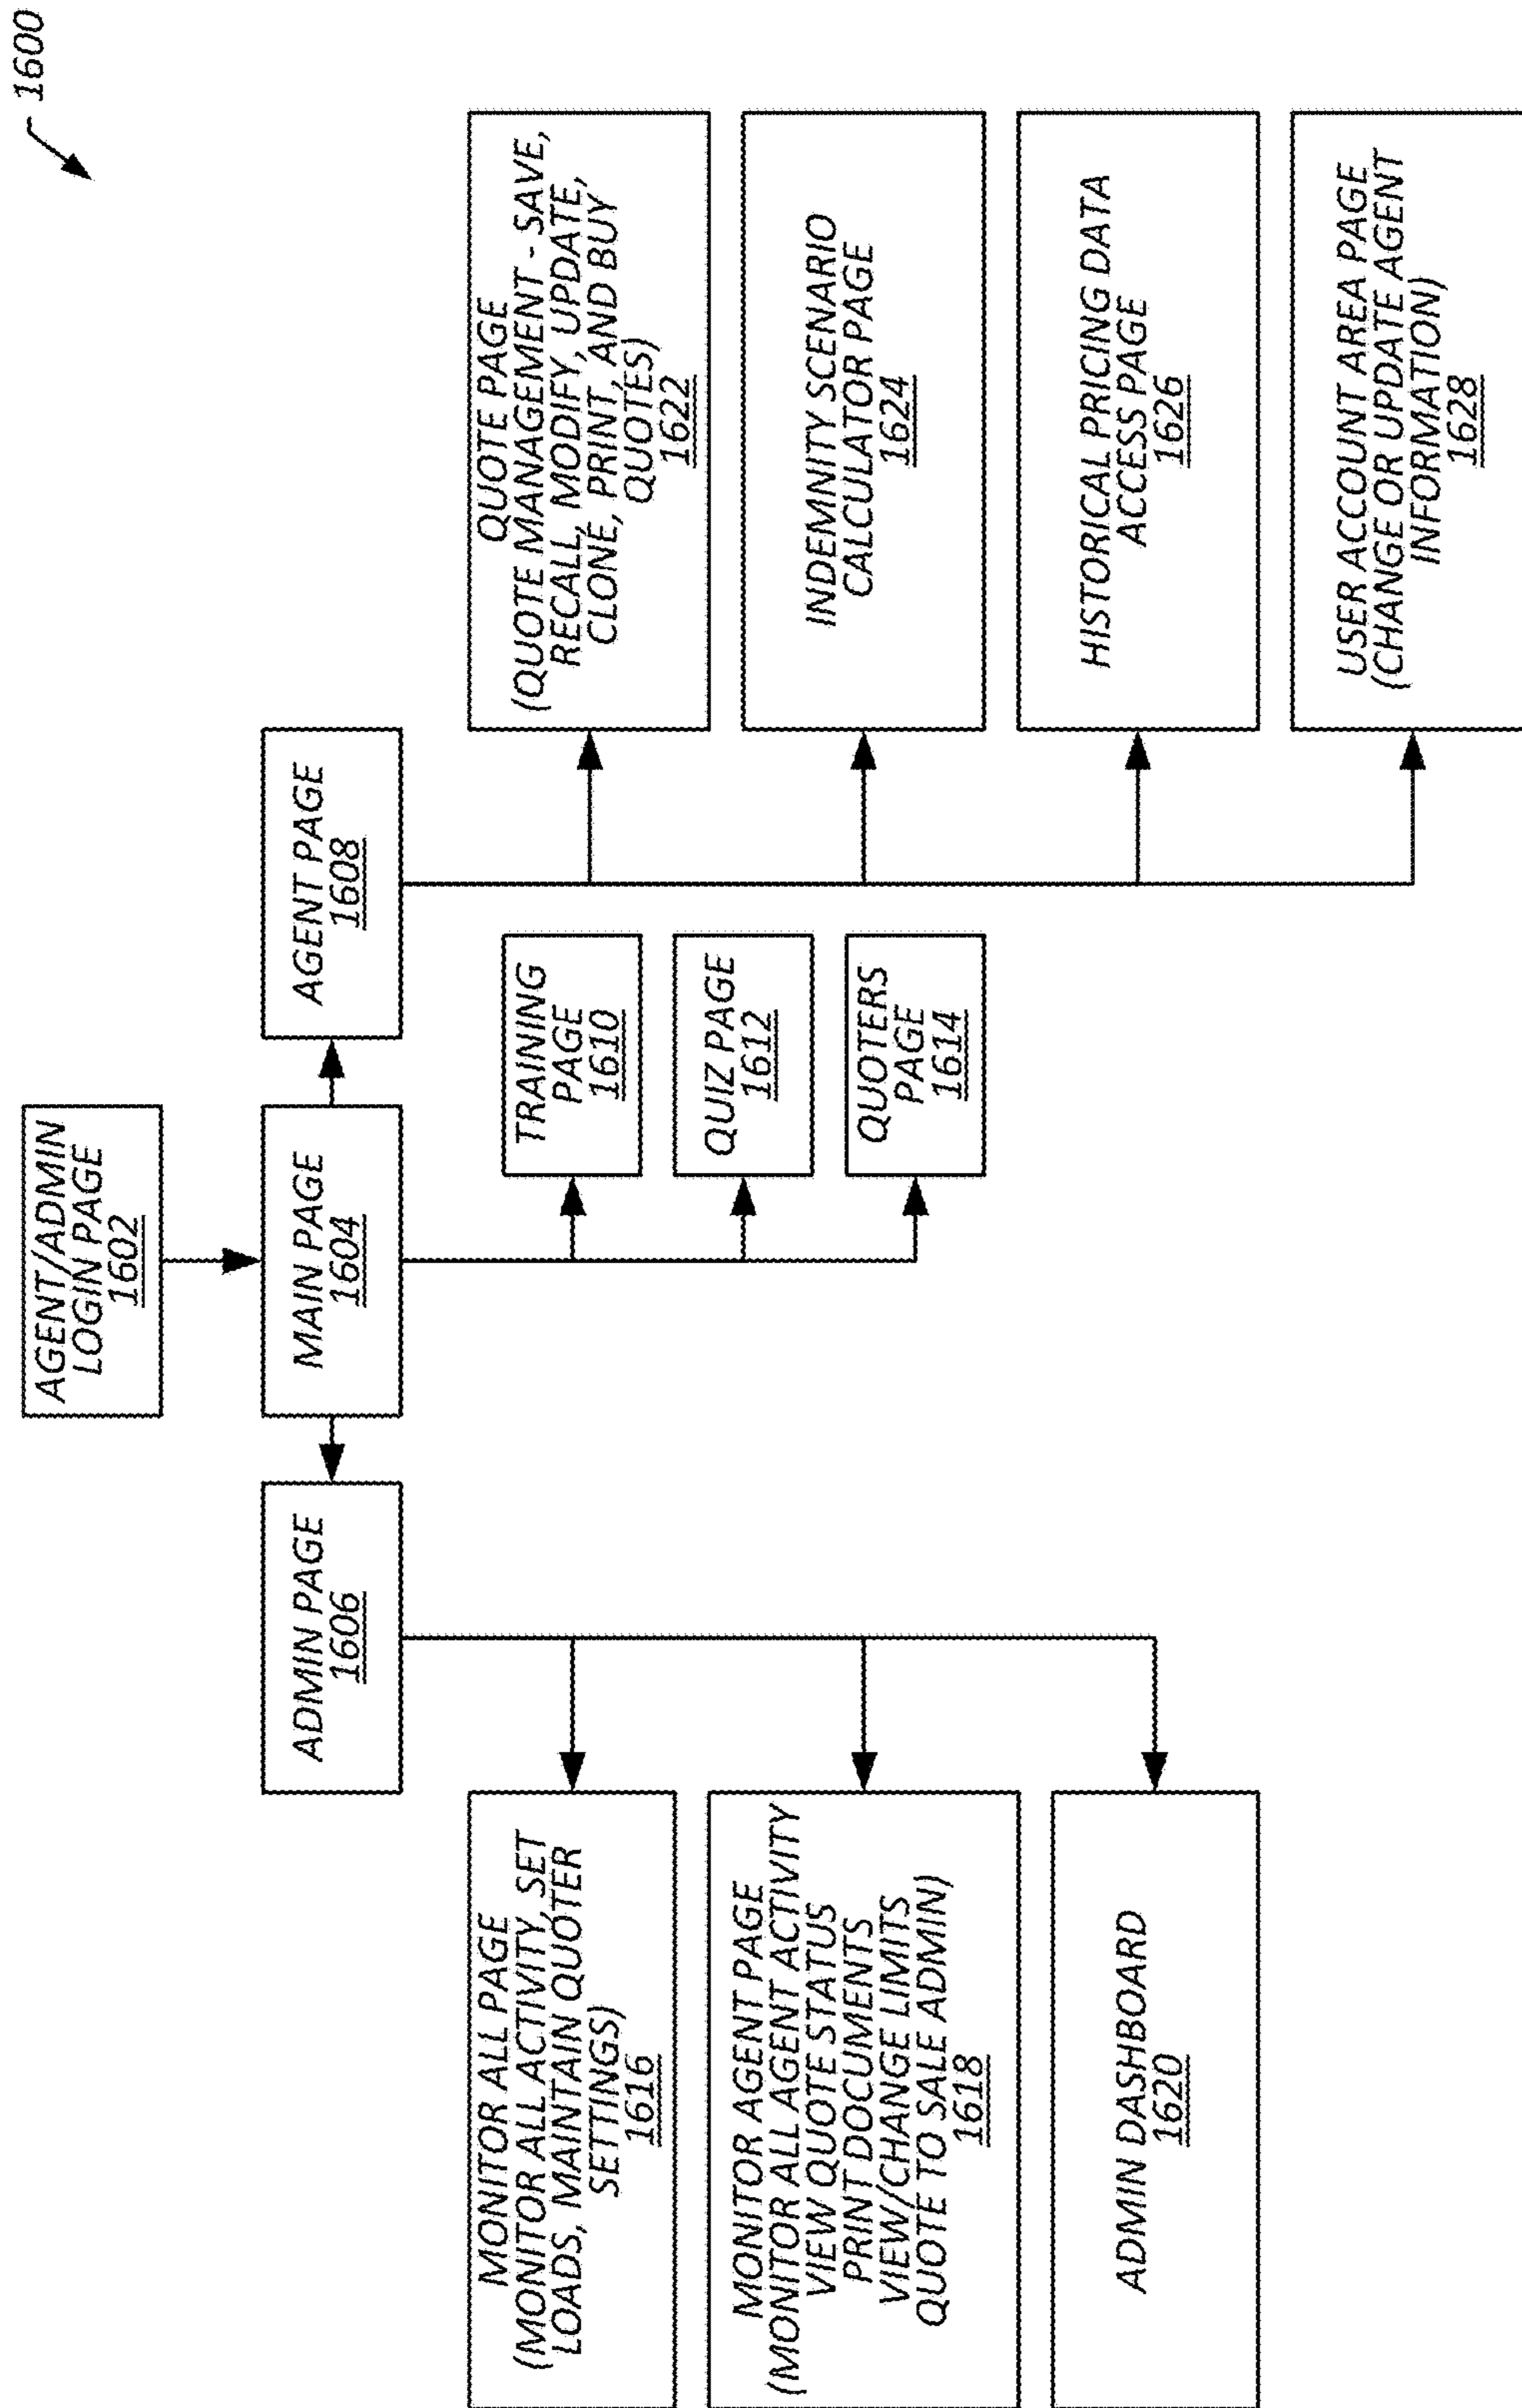 1600
AGENT/ADMIN
LOGIN PAGE
1602
ADMIN PAGE
1606
MAIN PAGE
1604
AGENT PAGE
1608
MONITOR ALL PAGE
(MONITOR ALL ACTIVITY, SET
LOADS, MAINTAIN QUOTER
SETTINGS)
1616
MONITOR AGENT PAGE
(MONITOR ALL AGENT ACTIVITY
VIEW QUOTE STATUS
PRINT DOCUMENTS
VIEW/CHANGE LIMITS
QUOTE TO SALE ADMIN)
1618
ADMIN DASHBOARD
1620
TRAINING
PAGE
1610
QUIZ PAGE
1612
QUOTERS
PAGE
1614
QUOTE PAGE
(QUOTE MANAGEMENT - SAVE,
RECALL, MODIFY, UPDATE,
CLONE, PRINT, AND BUY
QUOTES)
1622
INDEMNITY SCENARIO
CALCULATOR PAGE
1624
HISTORICAL PRICING DATA
ACCESS PAGE
1626
USER ACCOUNT AREA PAGE
(CHANGE OR UPDATE AGENT
INFORMATION)
1628